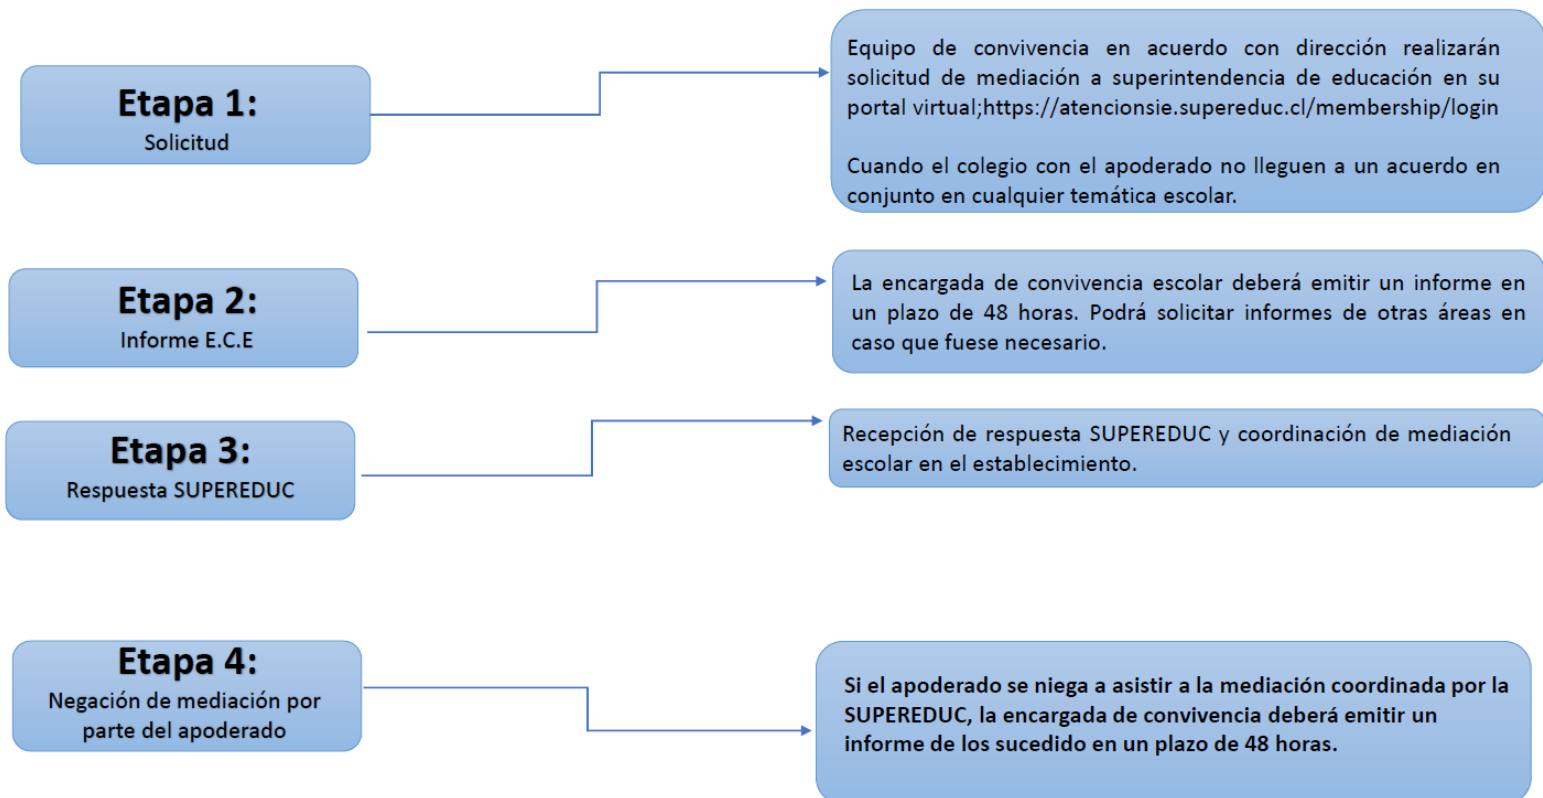 Etapa 1:
Solicitud
Equipo de convivencia en acuerdo con dirección realizarán
solicitud de mediación a superintendencia de educación en su
portal virtual;https://atencionsie.supereduc.cl/membership/login
Cuando el colegio con el apoderado no lleguen a un acuerdo en
conjunto en cualquier temática escolar.
Etapa 2:
Informe E.C.E
La encargada de convivencia escolar deberá emitir un informe en
un plazo de 48 horas. Podrá solicitar informes de otras áreas en
caso que fuese necesario.
Etapa 3:
Respuesta SUPEREDUC
Recepción de respuesta SUPEREDUC y coordinación de mediación
escolar en el establecimiento.
Etapa 4:
Negación de mediación por
parte del apoderado
Si el apoderado se niega a asistir a la mediación coordinada por la
SUPEREDUC, la encargada de convivencia deberá emitir un
informe de los sucedido en un plazo de 48 horas.